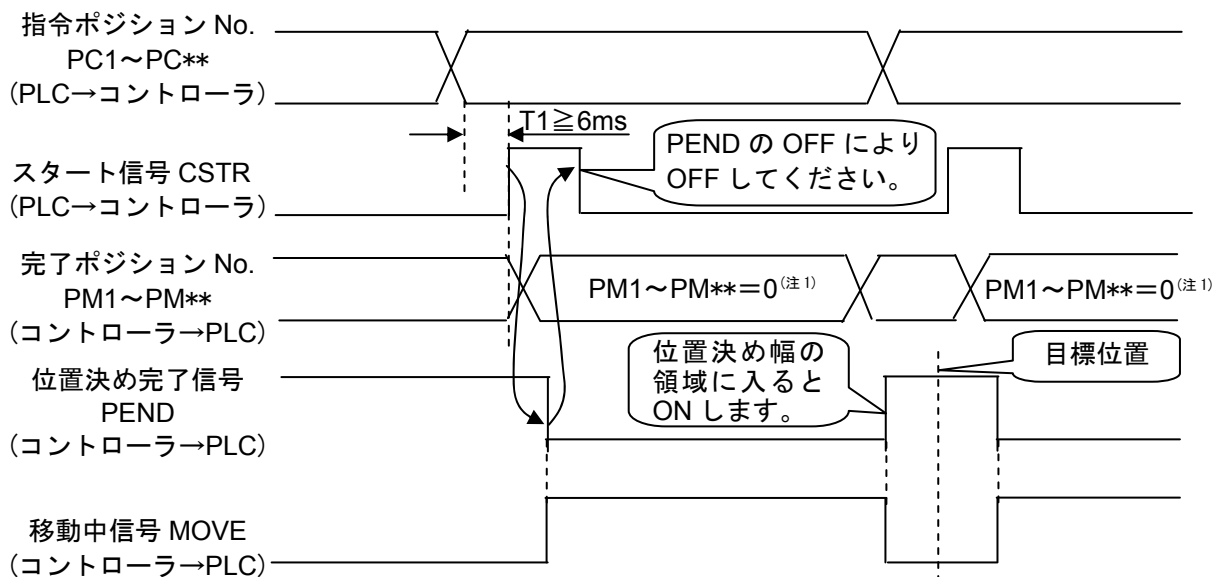 指令ポジション No.
PC1～PC**
(PLC→コントローラ)
T1≧6ms
PEND の OFF により
OFF してください。
スタート信号 CSTR
(PLC→コントローラ)
完了ポジション No.
PM1～PM**
(コントローラ→PLC)
PM1～PM**＝0(注1)
PM1～PM**＝0(注1)
位置決め幅の
領域に入ると
ON します。
目標位置
位置決め完了信号
PEND
(コントローラ→PLC)
移動中信号 MOVE
(コントローラ→PLC)